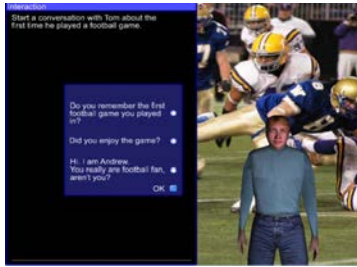 Interaction
Start a conversation with Tom about the
first time he played a football game.
Do you remember the first
football game you played
in?
Did you enjoy the game?
Hi. I am Andrew.
You really are football fan,
aren't you?
OK